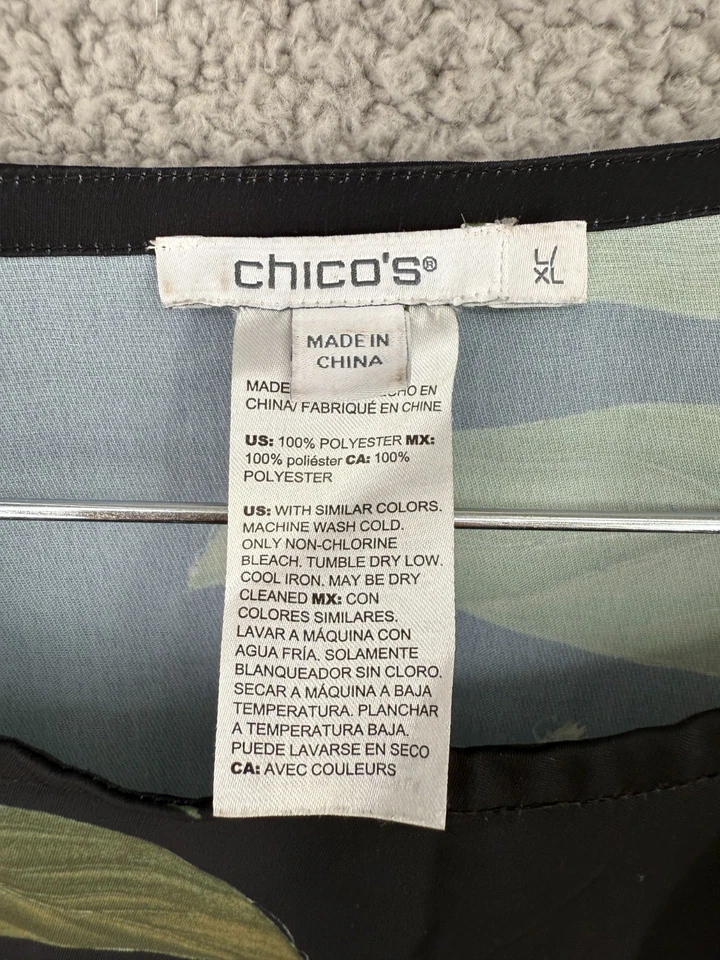 chico's®
L/
XL
MADE IN
CHINA
MADE
CHO EN
CHINA/ FABRIQUÉ EN CHINE
US: 100% POLYESTER MX:
100% poliéster CA: 100%
POLYESTER
US: WITH SIMILAR COLORS.
MACHINE WASH COLD.
ONLY NON-CHLORINE
BLEACH. TUMBLE DRY LOW.
COOL IRON. MAY BE DRY
CLEANED MX: CON
COLORES SIMILARES.
LAVAR A MÁQUINA CON
AGUA FRÍA. SOLAMENTE
BLANQUEADOR SIN CLORO.
SECAR A MÁQUINA A BAJA
TEMPERATURA. PLANCHAR
A TEMPERATURA BAJA.
PUEDE LAVARSE EN SECO
CA: AVEC COULEURS